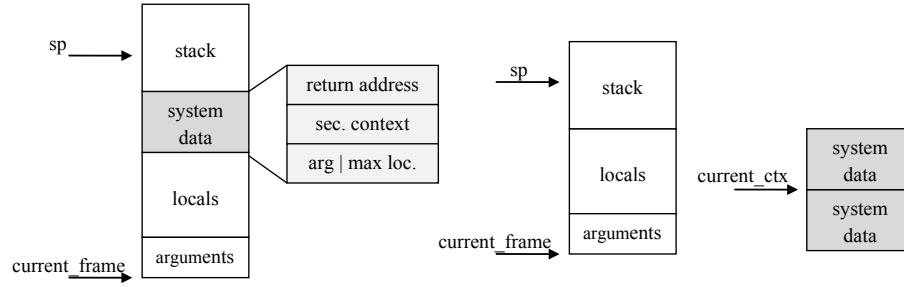 sp
stack
system
data
return address
sec. context
arg | max loc.
locals
current_frame
arguments
sp
stack
locals
current_frame
arguments
current_ctx
system
data
system
data